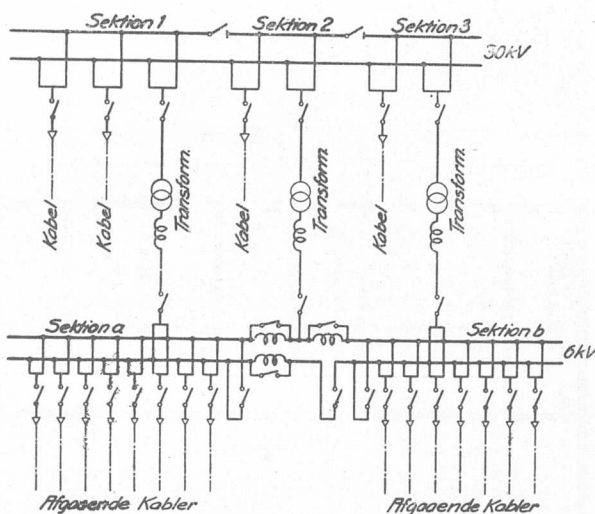 Sektion 1
Sektion 2
Sektion 3
30kV
Kabel
Kabel
Transform.
Kabel
Transform.
Kabel
Transform.
Sektion a
Sektion b
6kV
Afgaaende Kabler
Afgaaende Kabler